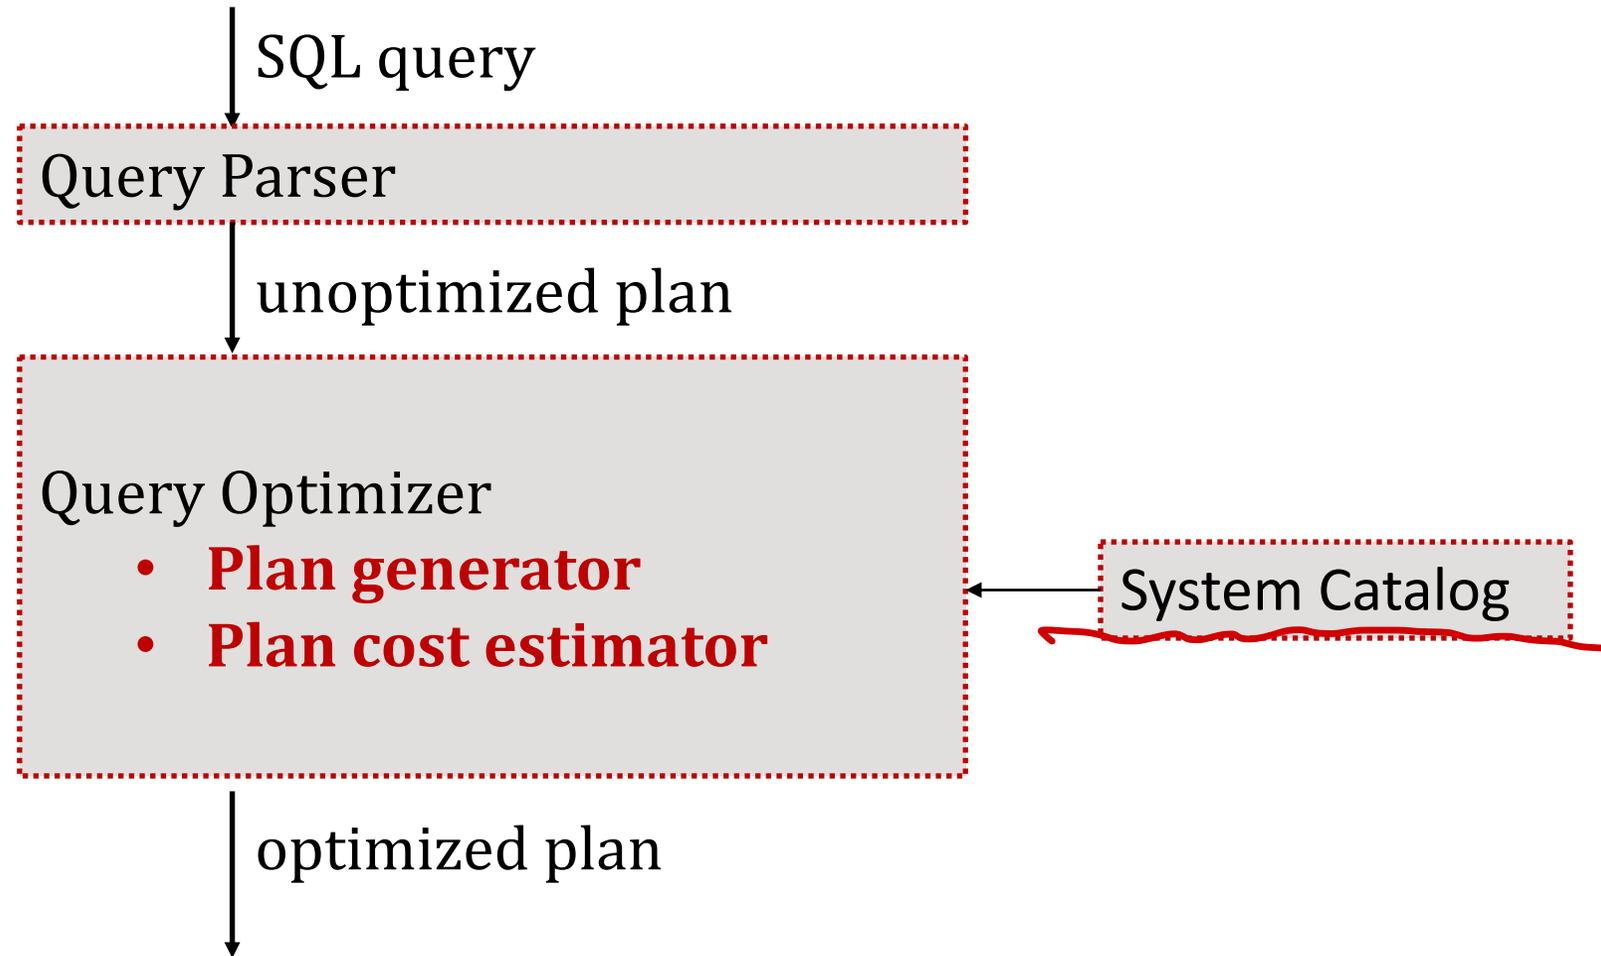 SQL query
Query Parser
unoptimized plan
Query Optimizer
• Plan generator
• Plan cost estimator
System Catalog
optimized plan